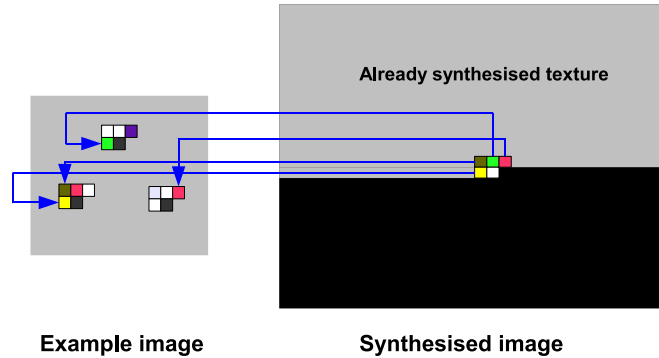 Already synthesised texture
Example image
Synthesised image